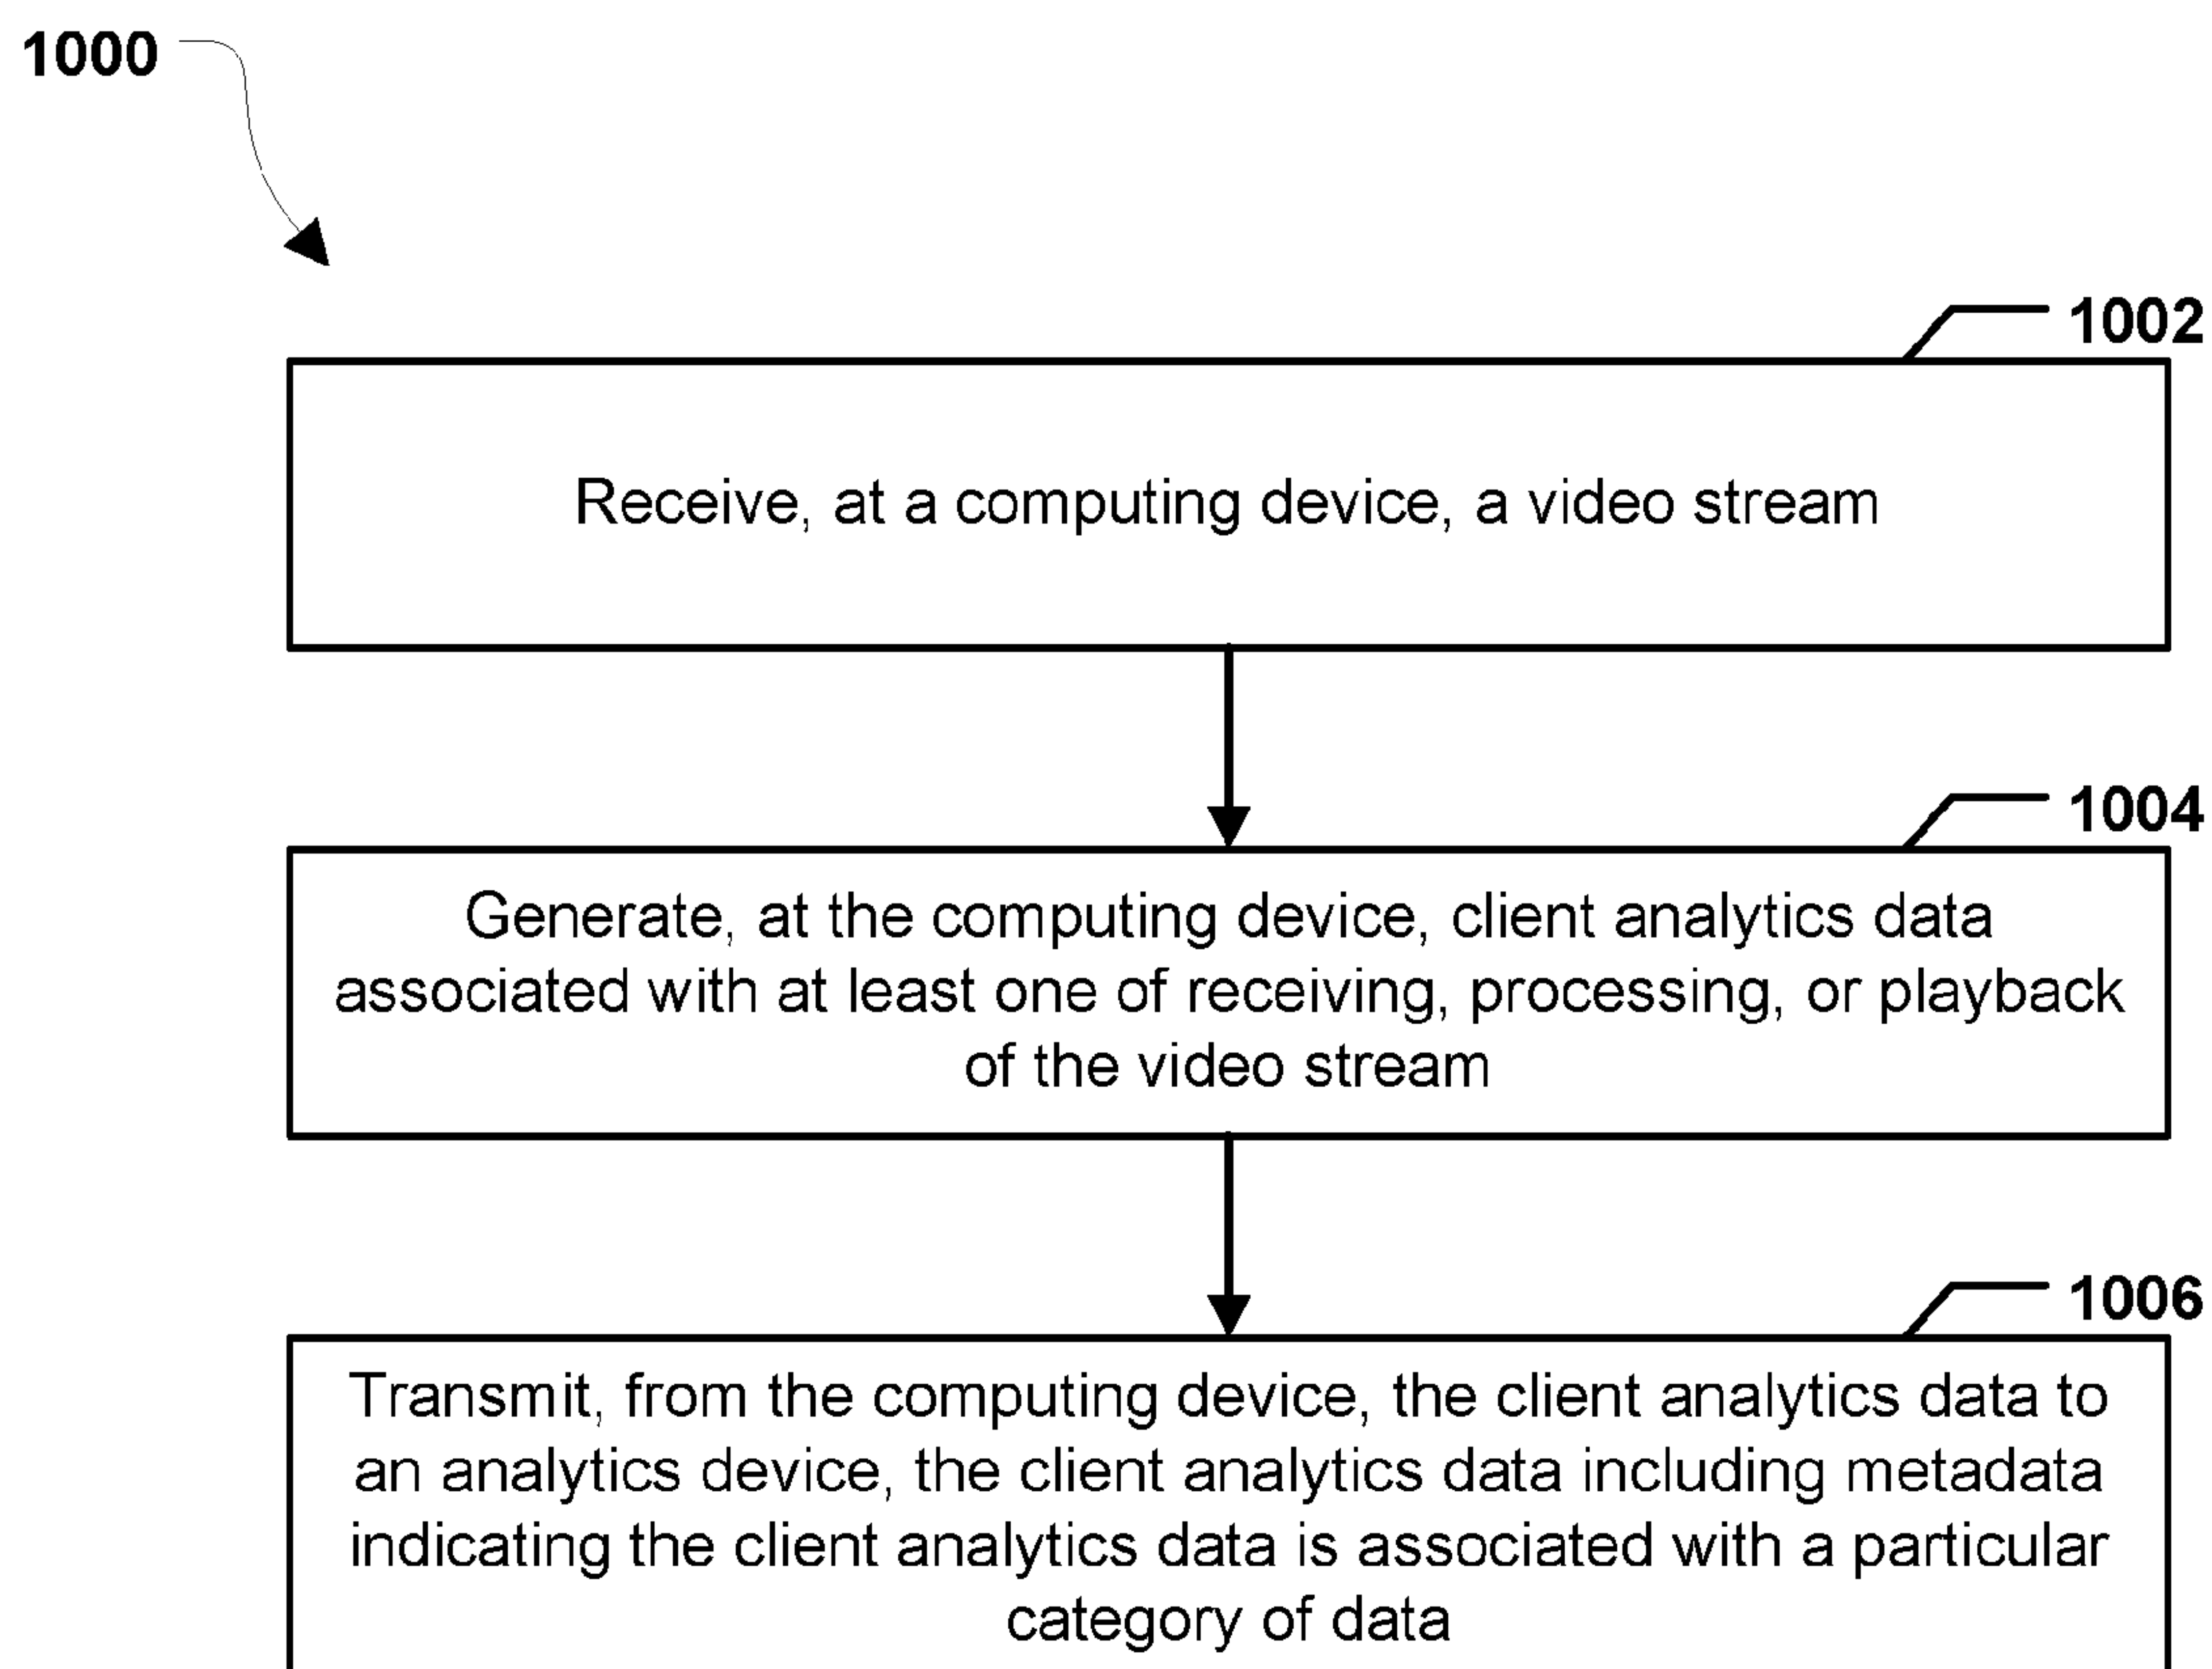 1000
1002
Receive, at a computing device, a video stream
1004
Generate, at the computing device, client analytics data
associated with at least one of receiving, processing, or playback
of the video stream
1006
Transmit, from the computing device, the client analytics data to
an analytics device, the client analytics data including metadata
indicating the client analytics data is associated with a particular
category of data